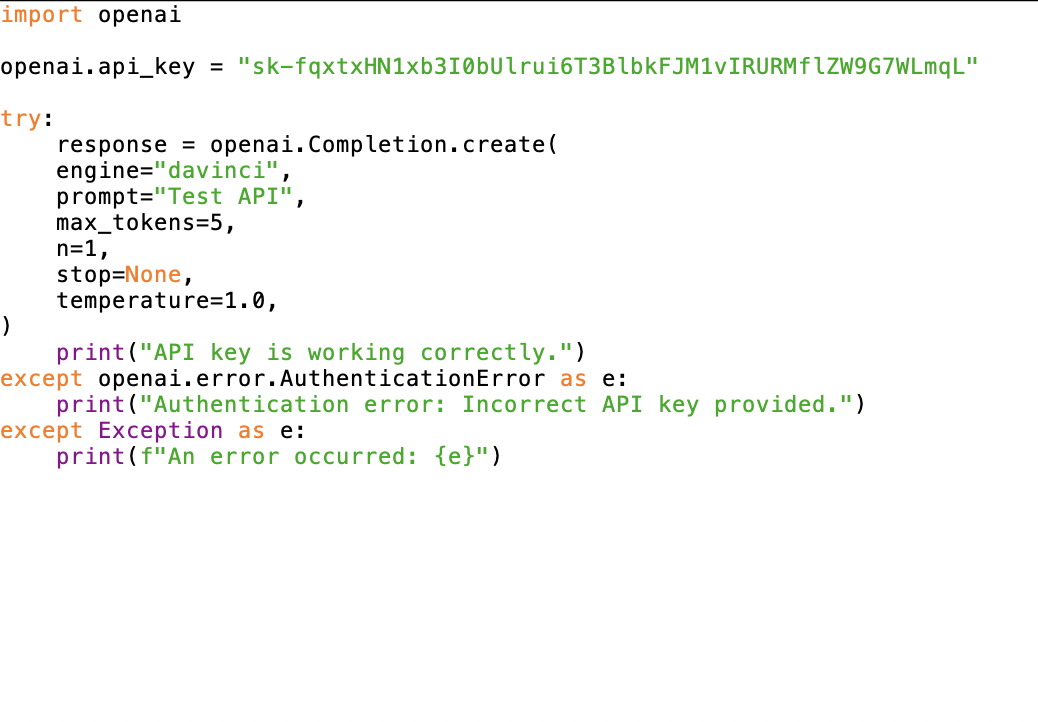 import openai
openai.api_key = "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"
try:
    response = openai.Completion.create(
    engine="davinci",
    prompt="Test API",
    max_tokens=5,
    n=1,
    stop=None,
    temperature=1.0,
)
    print("API key is working correctly.")
except openai.error.AuthenticationError as e:
    print("Authentication error: Incorrect API key provided.")
except Exception as e:
    print(f"An error occurred: {e}")